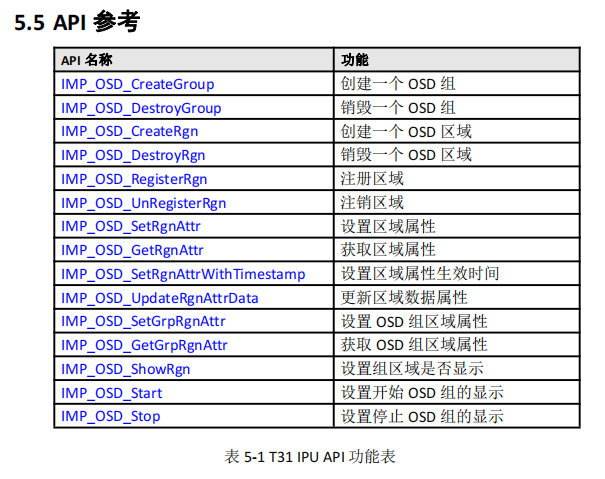 5.5 API 参考
API 名称 功能
IMP_OSD_CreateGroup 创建一个 OSD 组
IMP_OSD_DestroyGroup 销毁一个 OSD 组
IMP_OSD_CreateRgn 创建一个 OSD 区域
IMP_OSD_DestroyRgn 销毁一个 OSD 区域
IMP_OSD_RegisterRgn 注册区域
IMP_OSD_UnRegisterRgn 注销区域
IMP_OSD_SetRgnAttr 设置区域属性
IMP_OSD_GetRgnAttr 获取区域属性
IMP_OSD_SetRgnAttrWithTimestamp 设置区域属性生效时间
IMP_OSD_UpdateRgnAttrData 更新区域数据属性
IMP_OSD_SetGrpRgnAttr 设置 OSD 组区域属性
IMP_OSD_GetGrpRgnAttr 获取 OSD 组区域属性
IMP_OSD_ShowRgn 设置组区域是否显示
IMP_OSD_Start 设置开始 OSD 组的显示
IMP_OSD_Stop 设置停止 OSD 组的显示
表 5-1 T31 IPU API 功能表